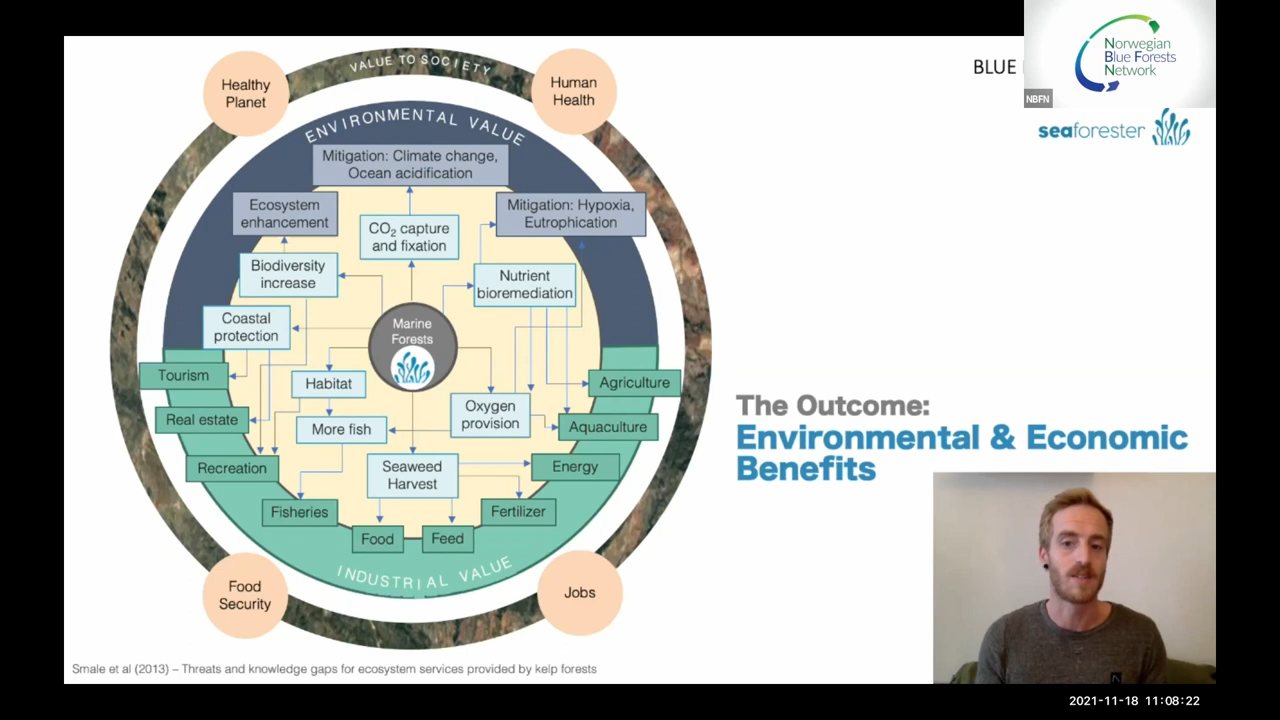 VALUE TO SOCIETY
Healthy
Planet
Human
Health
ENVIRONMENTAL VALUE
Mitigation: Climate change,
Ocean acidification
Ecosystem
enhancement
Mitigation: Hypoxia,
Eutrophication
CO₂ capture
and fixation
Biodiversity
increase
Nutrient
bioremediation
Coastal
protection
Marine
Forests
Tourism
Habitat
Agriculture
Real estate
More fish
Oxygen
provision
Aquaculture
Recreation
Seaweed
Harvest
Energy
Fisheries
Fertilizer
Food
Feed
INDUSTRIAL VALUE
Food
Security
Jobs
Smale et al (2013) – Threats and knowledge gaps for ecosystem services provided by kelp forests
BLUE
Norwegian
Blue Forests
Network
NBFN
seaforester
The Outcome:
Environmental & Economic
Benefits
2021-11-18 11:08:22